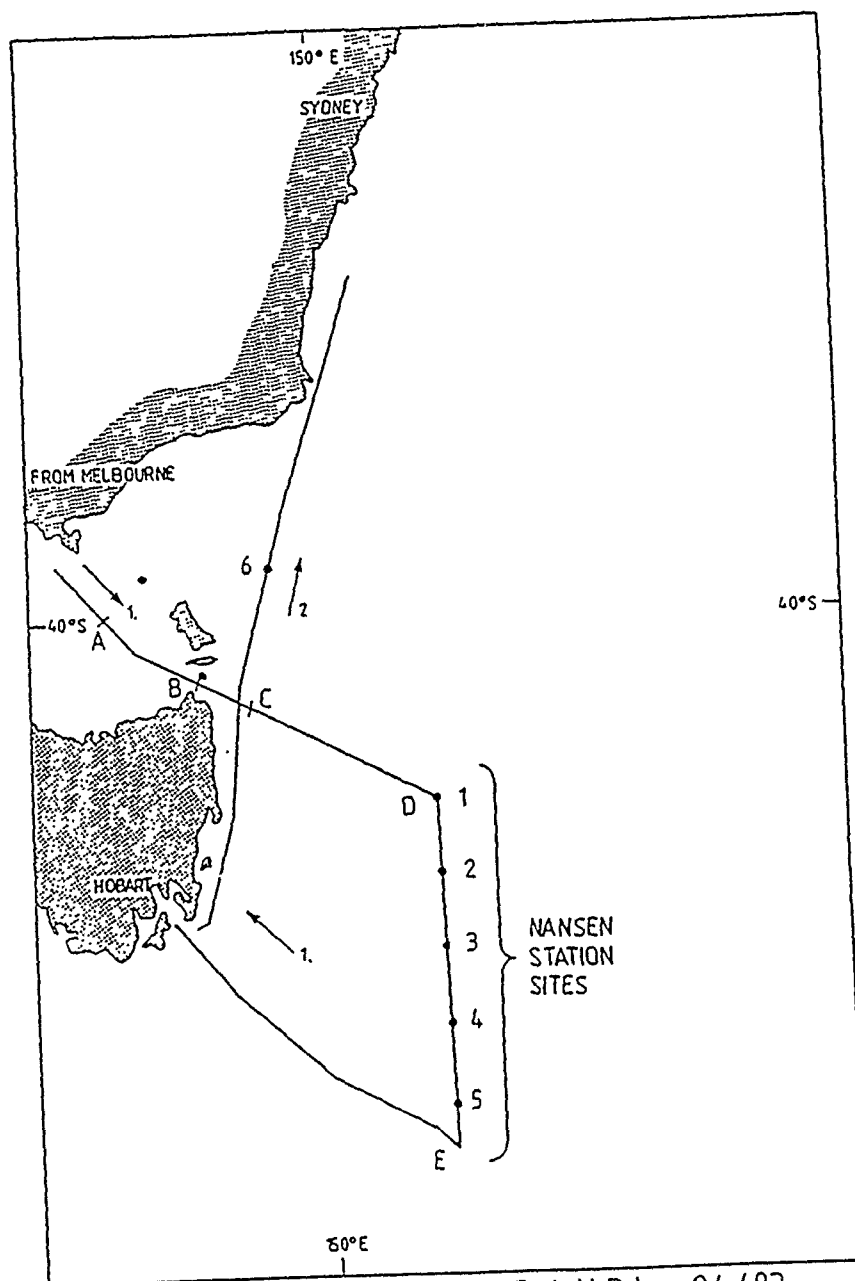 150° E
SYDNEY
FROM MELBOURNE
6
1.
2
40°S
40°S
A
B
C
D
1
2
HOBART
3
NANSEN
STATION
SITES
1.
4
5
E
150°E